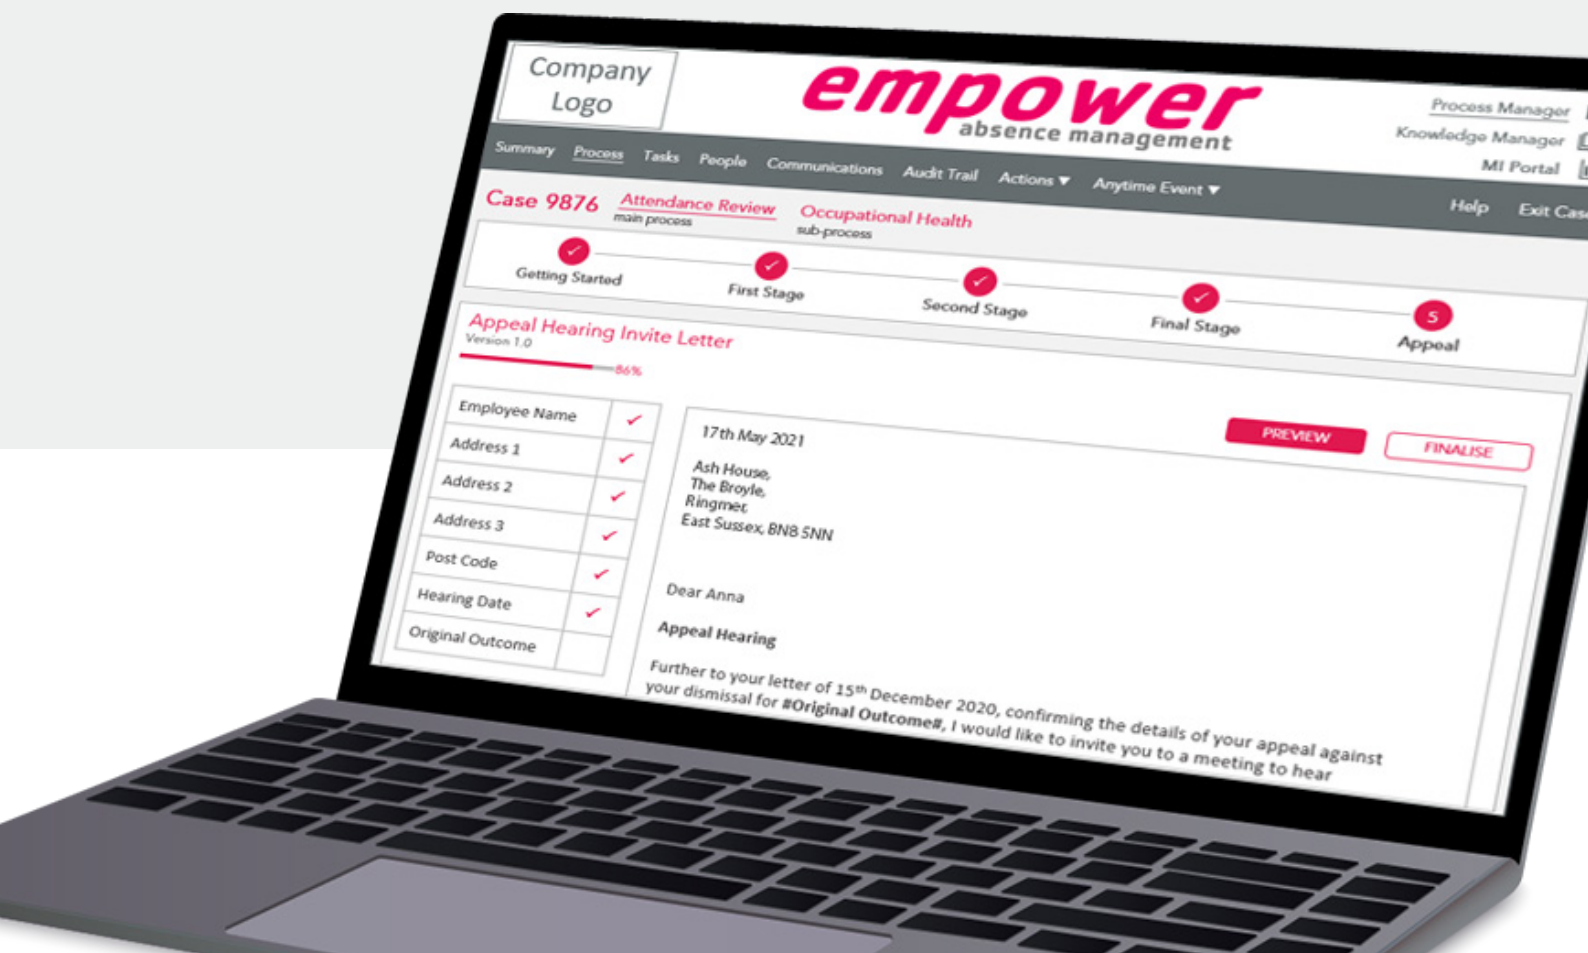 Company
Logo
empower
absence management
Process Manager
Knowledge Manager
MI Portal
Summary Process Tasks People Communications Audit Trail Actions ▼ Anytime Event ▼ Help Exit Case
Case 9876 Attendance Review Occupational Health
main process sub-process
Getting Started First Stage Second Stage Final Stage 5 Appeal
Appeal Hearing Invite Letter
Version 1.0
86%
PREVIEW FINALISE
Employee Name
Address 1
Address 2
Address 3
Post Code
Hearing Date
Original Outcome
17th May 2021
Ash House,
The Broyle,
Ringmer,
East Sussex, BN8 5NN
Dear Anna
Appeal Hearing
Further to your letter of 15th December 2020, confirming the details of your appeal against
your dismissal for #Original Outcome#, I would like to invite you to a meeting to hear